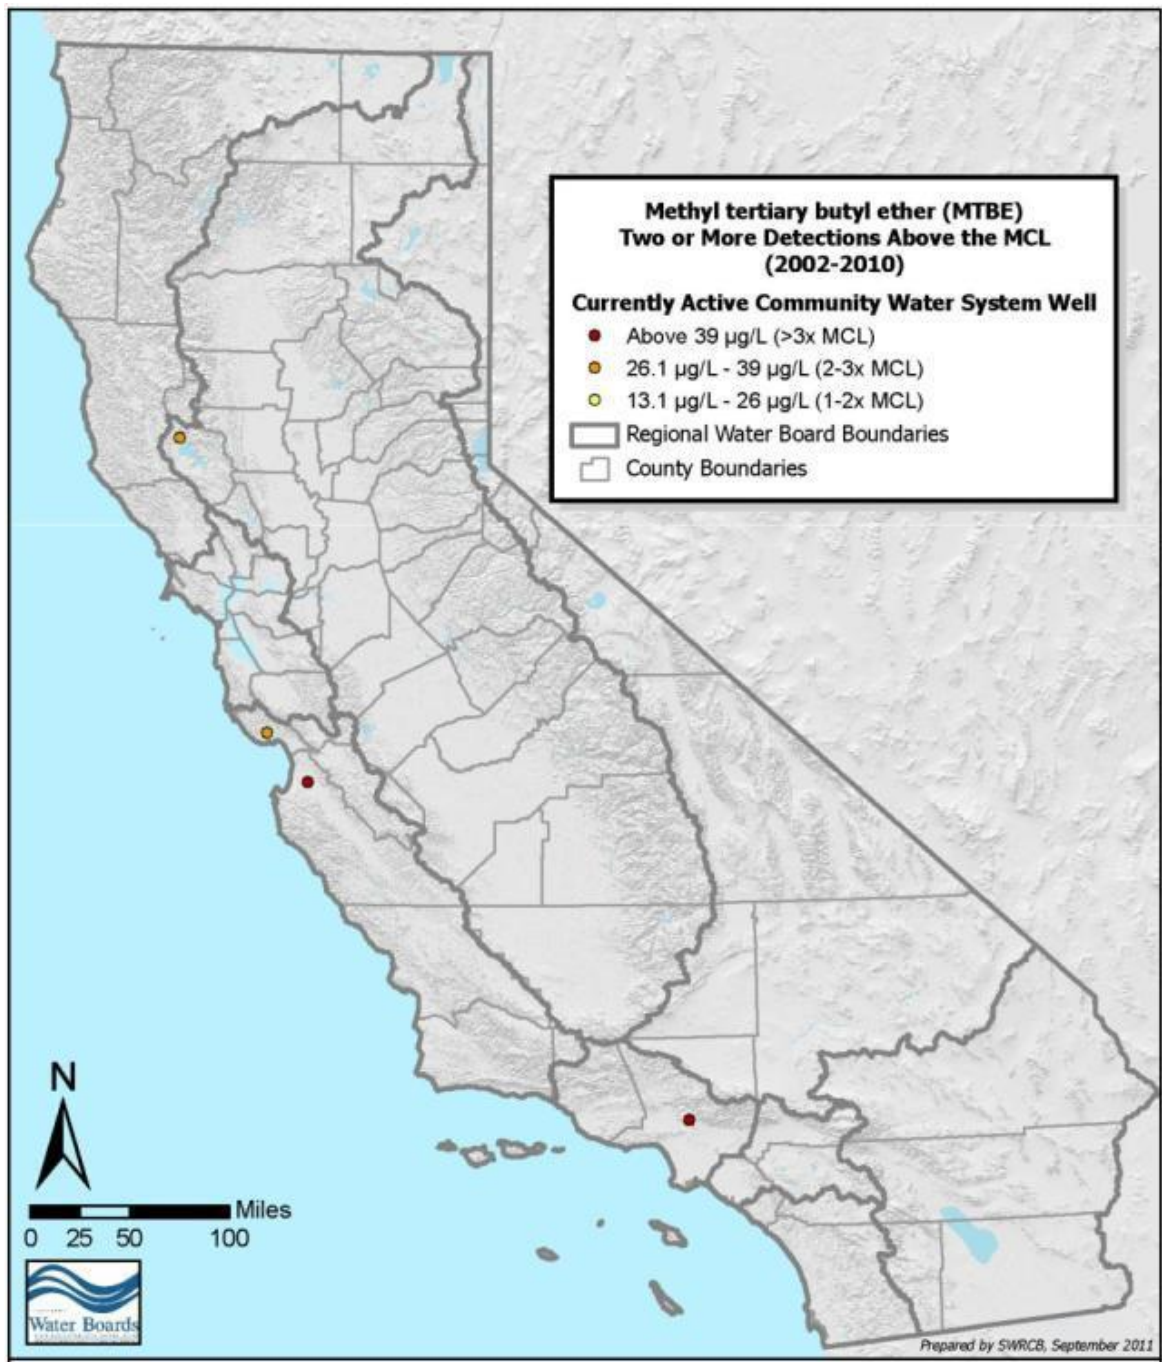 Methyl tertiary butyl ether (MTBE)
Two or More Detections Above the MCL
(2002-2010)
Currently Active Community Water System Well
Above 39 µg/L (>3x MCL)
26.1 µg/L - 39 µg/L (2-3x MCL)
13.1 µg/L - 26 µg/L (1-2x MCL)
Regional Water Board Boundaries
County Boundaries
N
Miles
0 25 50 100
Water Boards
Prepared by SWRCB, September 2011